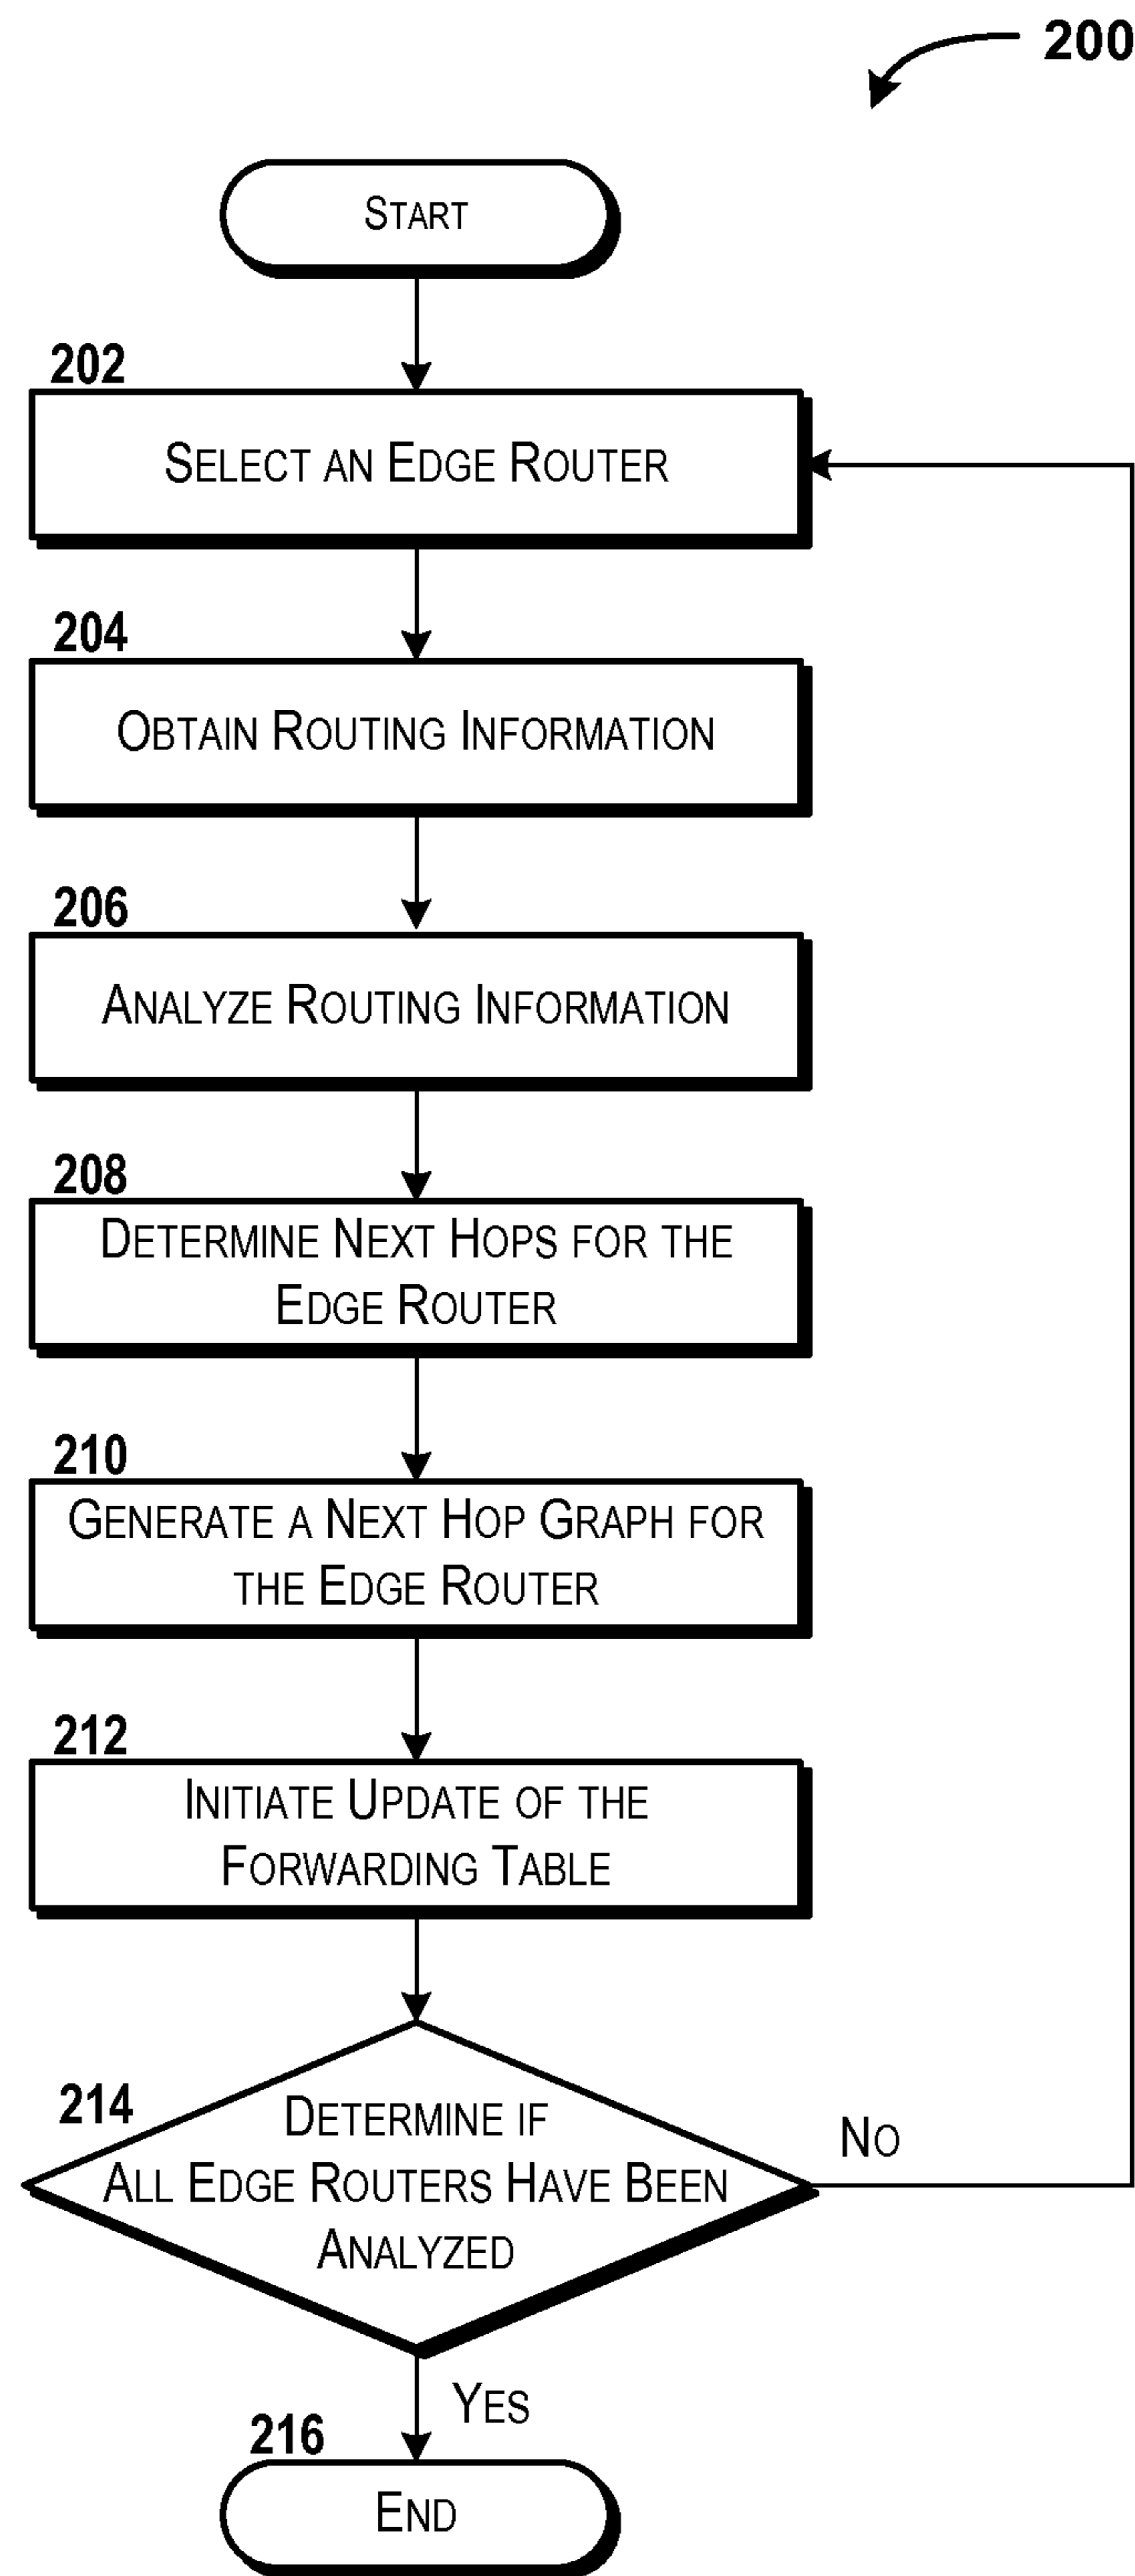 200
START
202
SELECT AN EDGE ROUTER
204
OBTAIN ROUTING INFORMATION
206
ANALYZE ROUTING INFORMATION
208
DETERMINE NEXT HOPS FOR THE
EDGE ROUTER
210
GENERATE A NEXT HOP GRAPH FOR
THE EDGE ROUTER
212
INITIATE UPDATE OF THE
FORWARDING TABLE
214
DETERMINE IF
ALL EDGE ROUTERS HAVE BEEN
ANALYZED
NO
YES
216
END